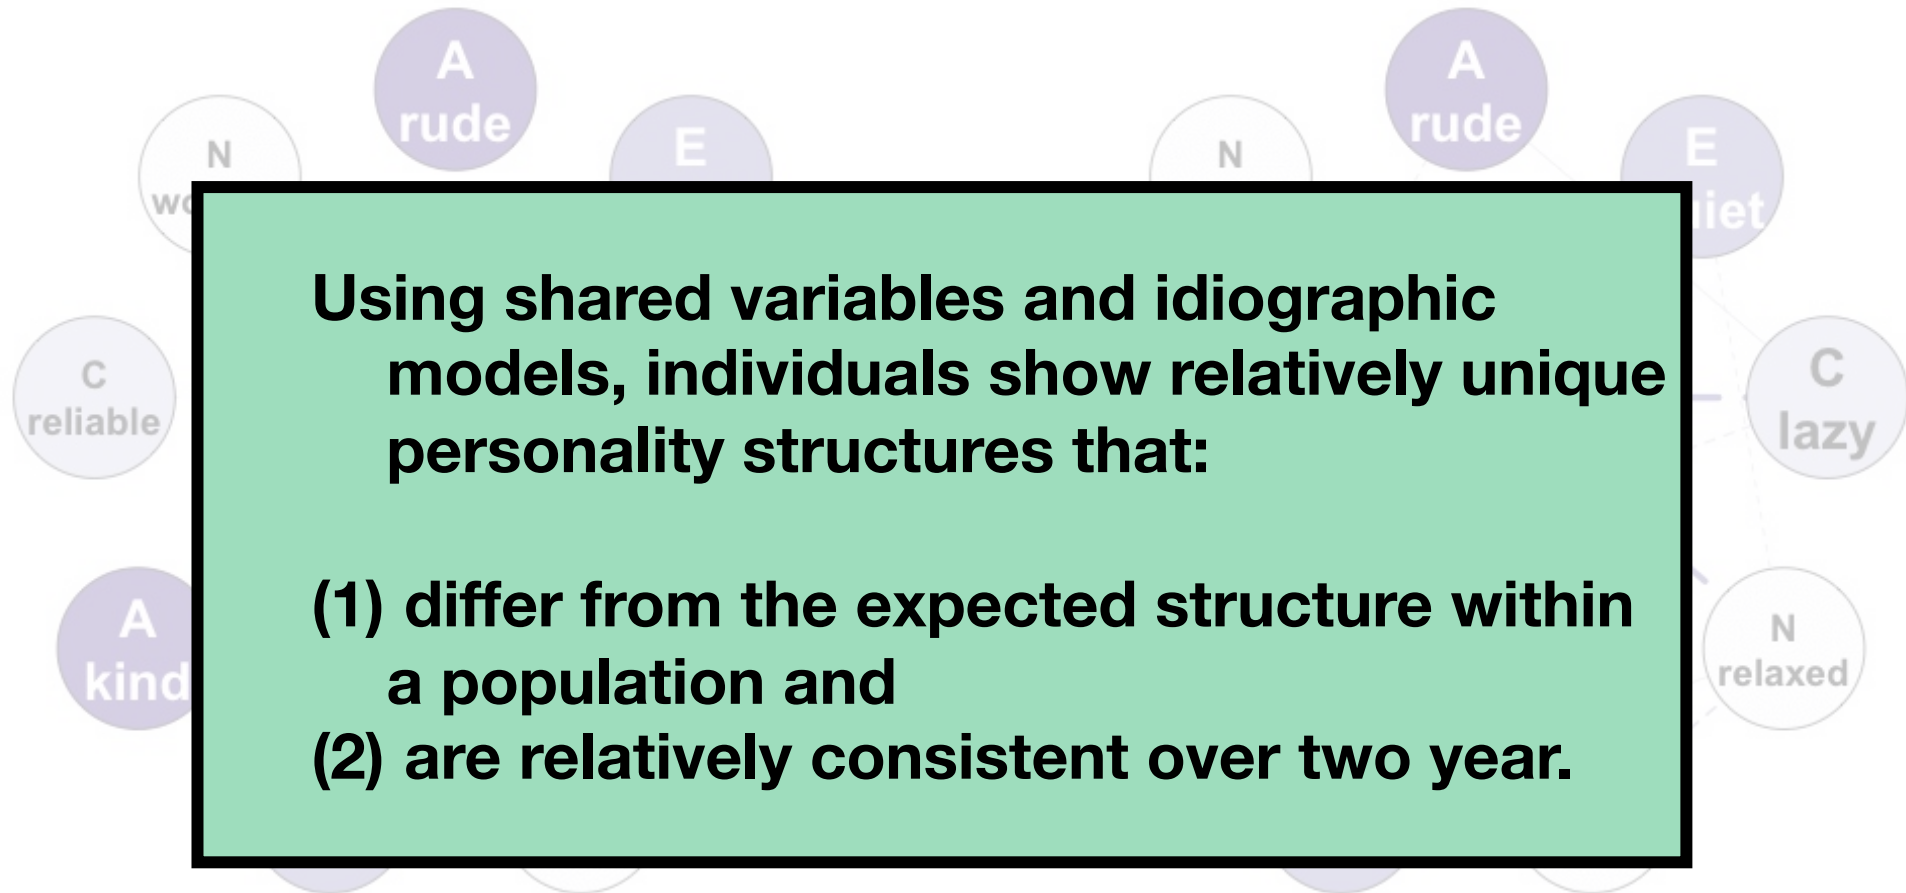 A
rude
A
rude
N
E
N
E
Using shared variables and idiographic
models, individuals show relatively unique
personality structures that:
(1) differ from the expected structure within
a population and
(2) are relatively consistent over two year.
C
reliable
C
lazy
A
kind
N
relaxed